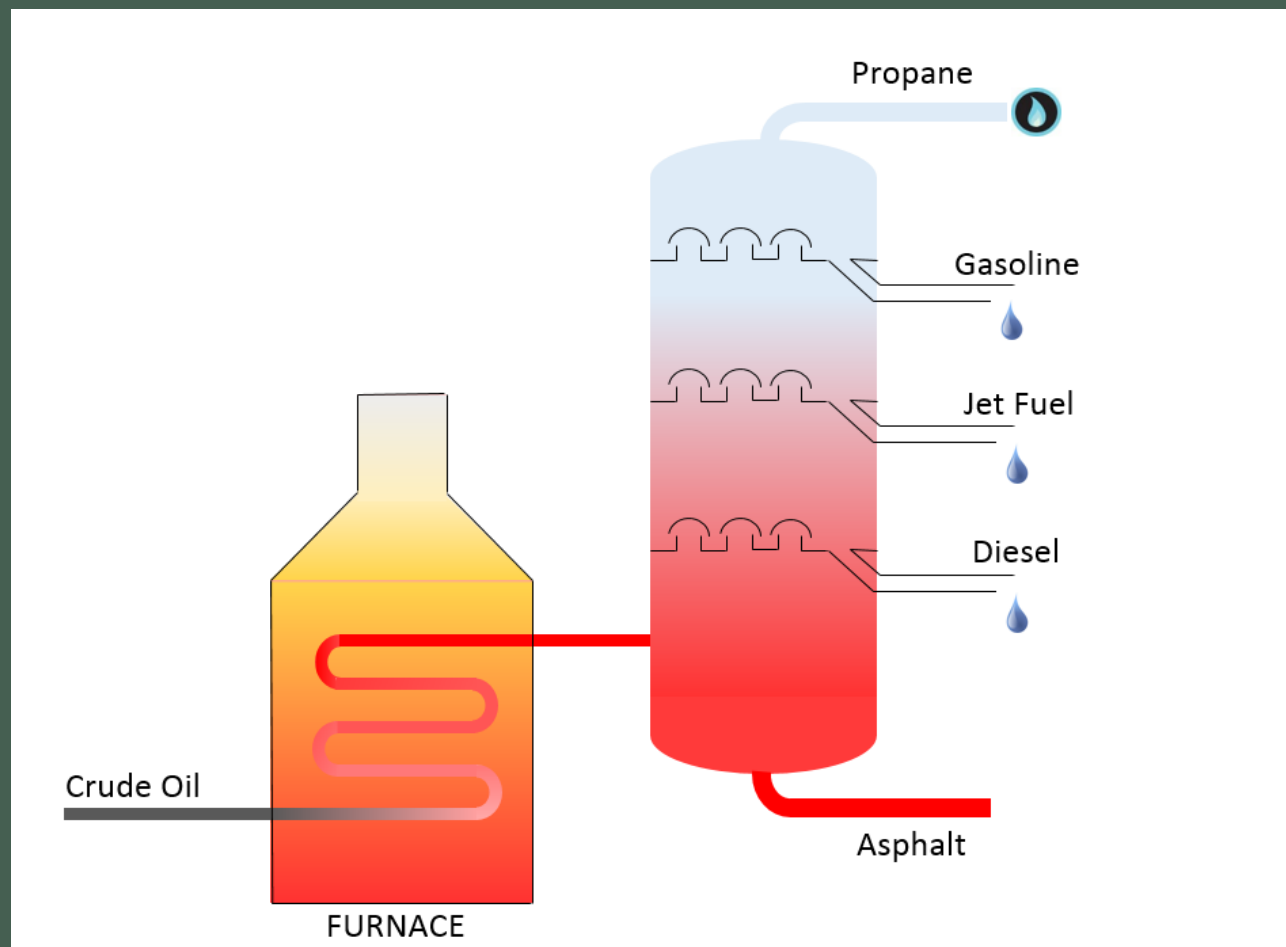 Propane
Gasoline
Jet Fuel
Diesel
Crude Oil
Asphalt
FURNACE